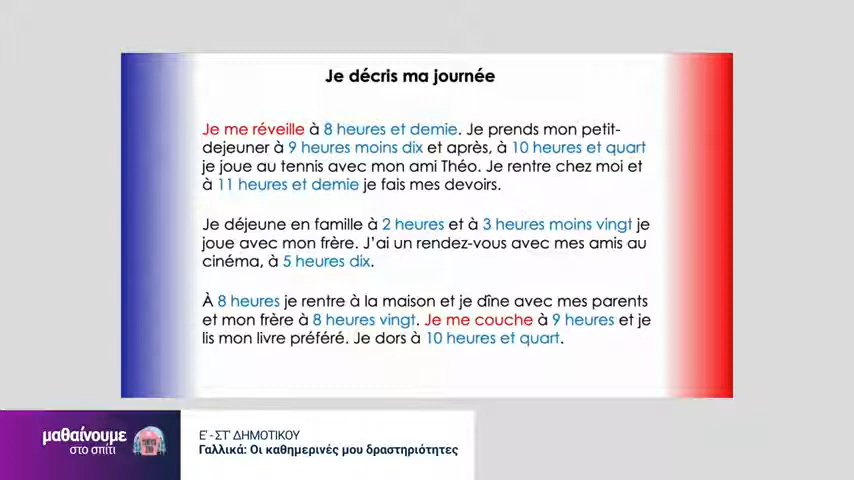 Je décris ma journée
Je me réveille à 8 heures et demie. Je prends mon petit-
dejeuner à 9 heures moins dix et après, à 10 heures et quart
je joue au tennis avec mon ami Théo. Je rentre chez moi et
à 11 heures et demie je fais mes devoirs.
Je déjeune en famille à 2 heures et à 3 heures moins vingt je
joue avec mon frère. J'ai un rendez-vous avec mes amis au
cinéma, à 5 heures dix.
À 8 heures je rentre à la maison et je dîne avec mes parents
et mon frère à 8 heures vingt. Je me couche à 9 heures et je
lis mon livre préféré. Je dors à 10 heures et quart.
μαθαίνουμε
στο σπίτι
Ε' - ΣΤ' ΔΗΜΟΤΙΚΟΥ
Γαλλικά: Οι καθημερινές μου δραστηριότητες